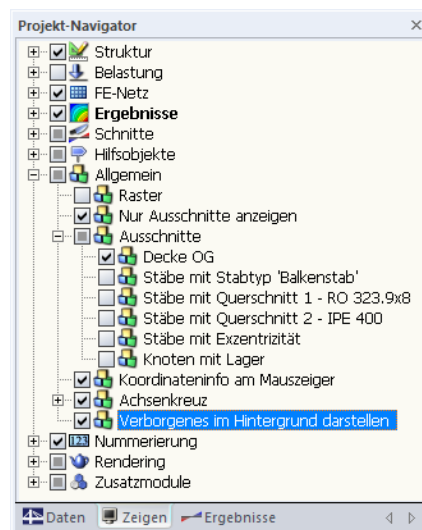 Projekt-Navigator
Struktur
Belastung
FE-Netz
Ergebnisse
Schnitte
Hilfsobjekte
Allgemein
Raster
Nur Ausschnitte anzeigen
Ausschnitte
Decke OG
Stäbe mit Stabtyp 'Balkenstab'
Stäbe mit Querschnitt 1 - RO 323.9x8
Stäbe mit Querschnitt 2 - IPE 400
Stäbe mit Exzentrizität
Knoten mit Lager
Koordinateninfo am Mauszeiger
Achsenkreuz
Verborgenes im Hintergrund darstellen
123 Nummerierung
Rendering
Zusatzmodule
Daten Zeigen Ergebnisse